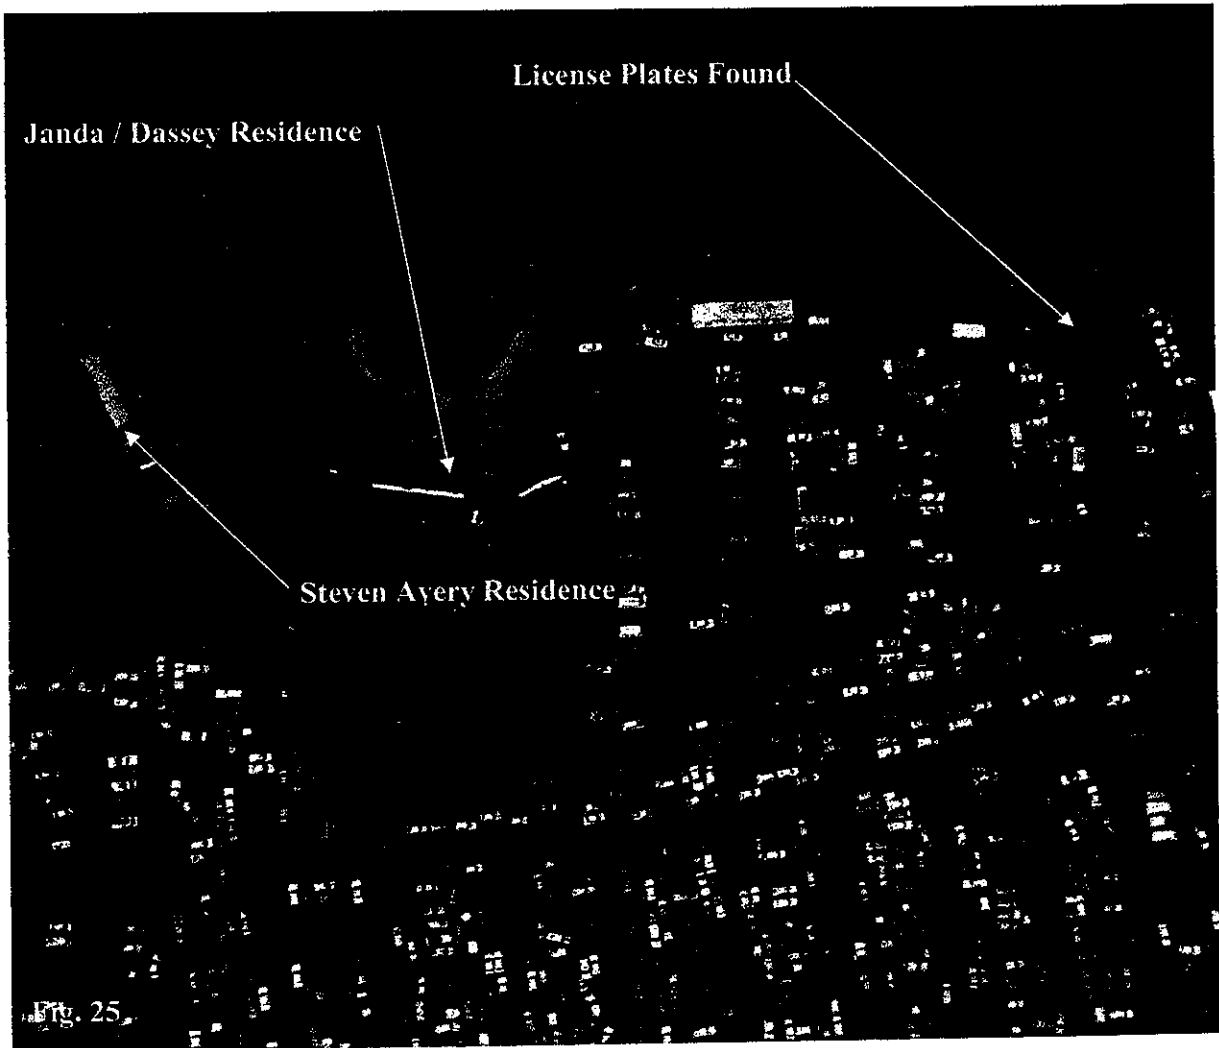 License Plates Found
Janda / Dassey Residence
Steven Avery Residence
Fig. 25